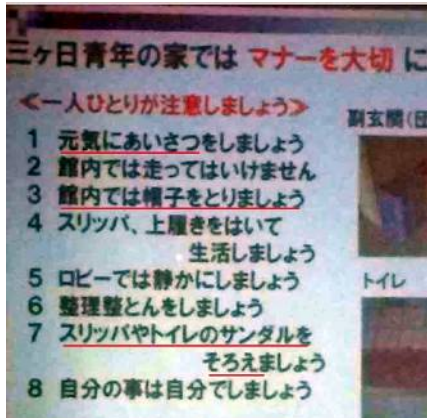 三ヶ日青年の家では マナーを大切 に
≪一人ひとりが注意しましょう≫
1 元気にあいさつをしましょう
2 館内では走ってはいけません
3 館内では帽子をとりましょう
4 スリッパ、上履きをはいて
生活しましょう
5 ロビーでは静かにしましょう
6 整理整とんをしましょう
7 スリッパやトイレのサンダルを
そろえましょう
8 自分の事は自分でしましょう
副玄関(団
トイレ